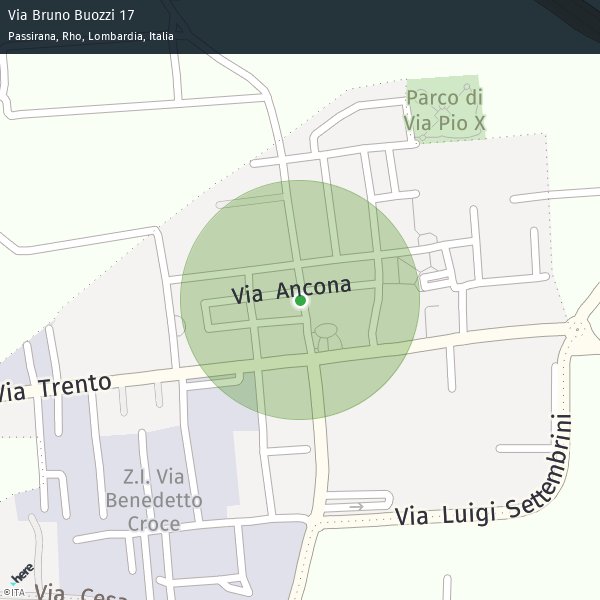 Via Bruno Buozzi 17
Passirana, Rho, Lombardia, Italia
Parco di
Via Pio X
Via Ancona
Via Trento
Via Luigi Settembrini
Z.I. Via
Benedetto
Croce
here
©ITA
Via Cesa